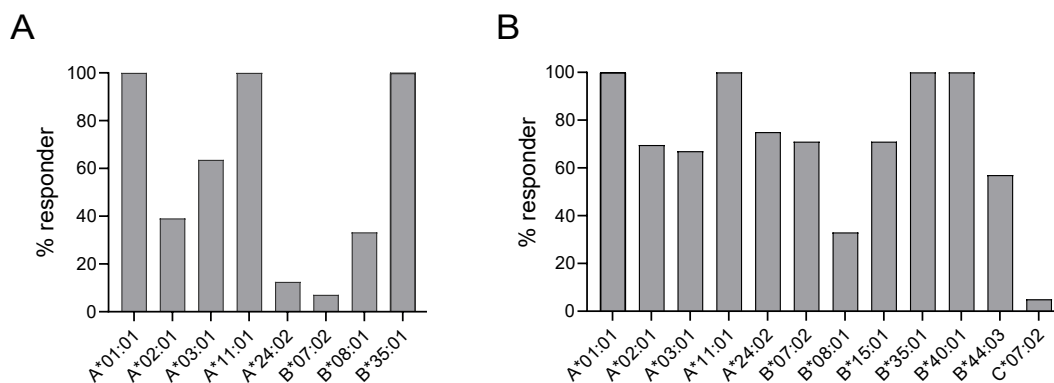 A
B
% responder
100
80
60
40
20
0
A*01:01
A*02:01
A*03:01
A*11:01
A*24:02
B*07:02
B*08:01
B*35:01
% responder
100
80
60
40
20
0
A*01:01
A*02:01
A*03:01
A*11:01
A*24:02
B*07:02
B*08:01
B*15:01
B*35:01
B*40:01
B*44:03
C*07:02